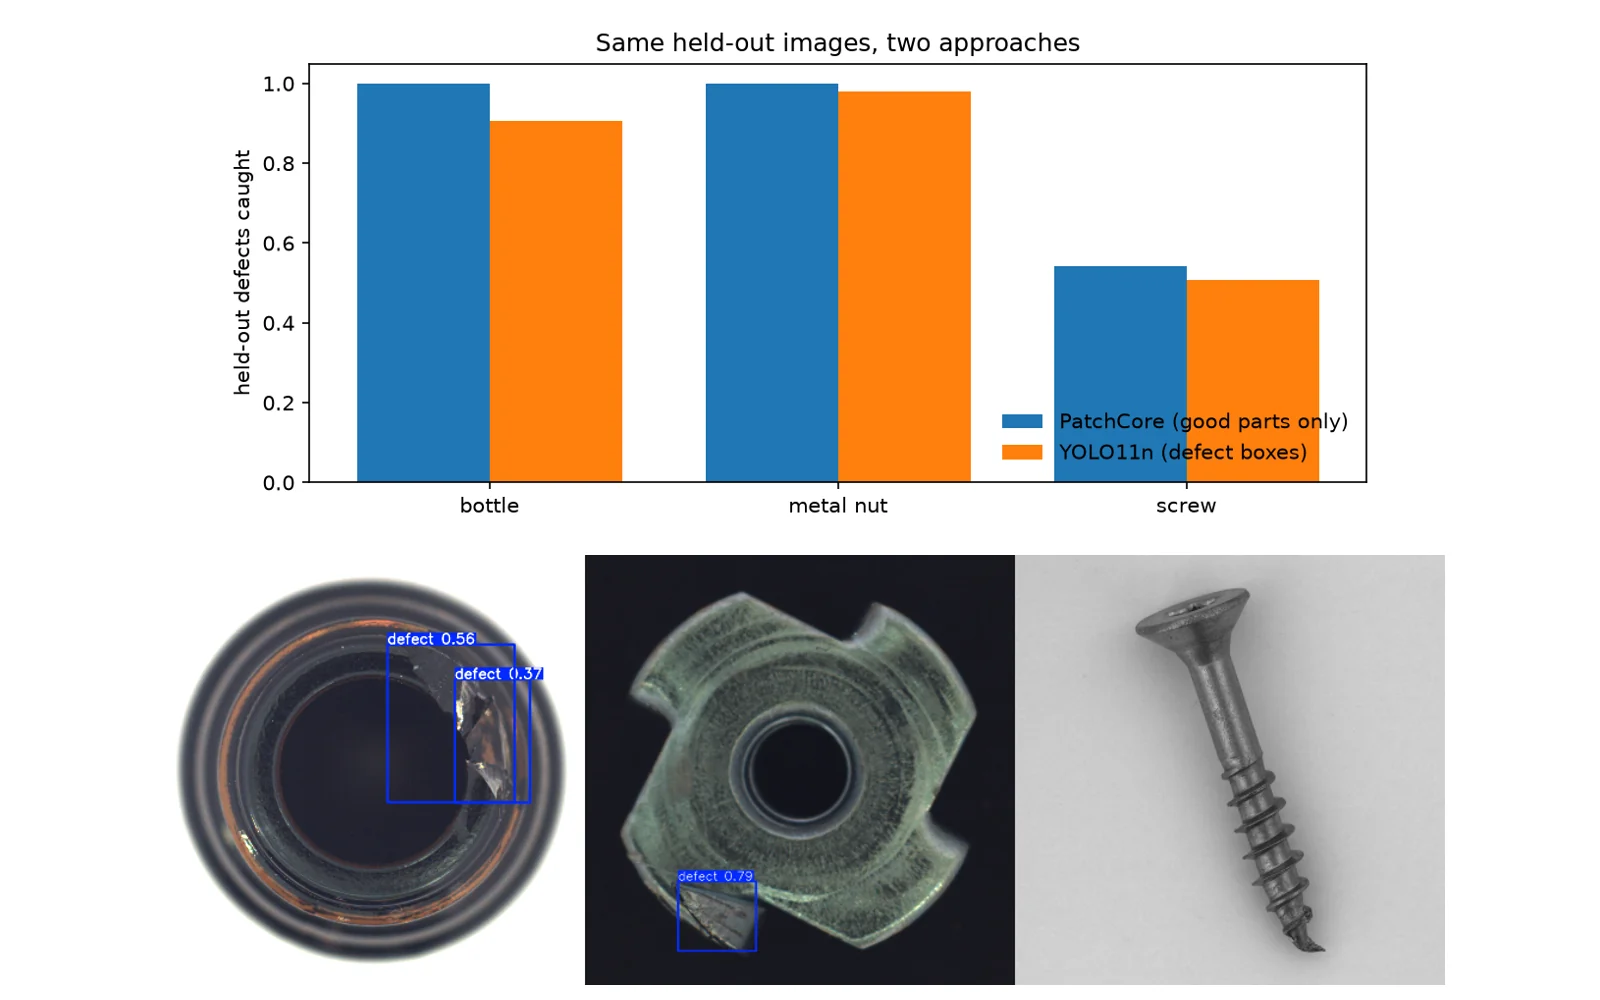 Same held-out images, two approaches
held-out defects caught
1.0
0.8
0.6
0.4
0.2
0.0
PatchCore (good parts only)
YOLO11n (defect boxes)
bottle metal nut screw
defect 0.56
defect 0.37
defect 0.79